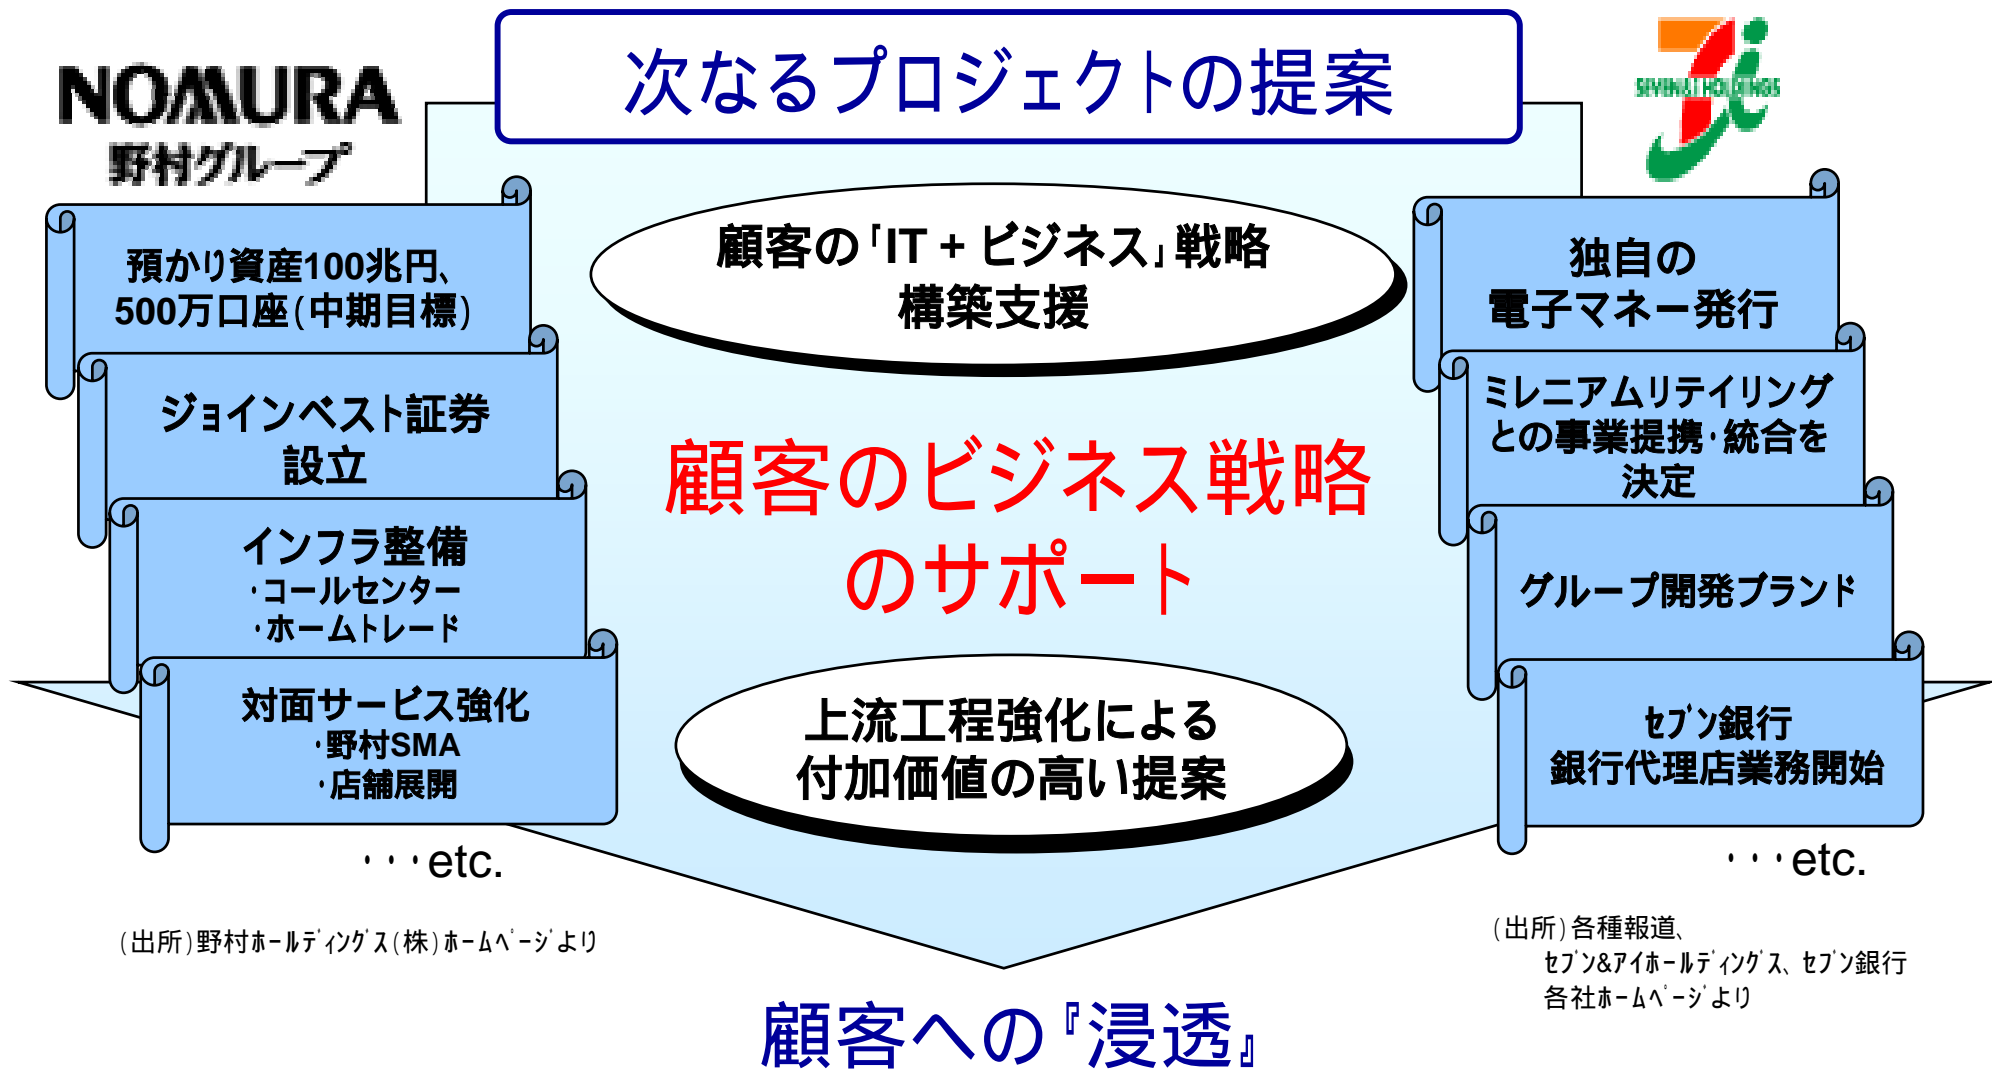 次なるプロジェクトの提案
NOMURA
野村グループ
SEVEN & I HOLDINGS
預かり資産100兆円、
500万口座(中期目標)
ジョインベスト証券
設立
インフラ整備
・コールセンター
・ホームトレード
対面サービス強化
・野村SMA
・店舗展開
・・・etc.
(出所)野村ﾎｰﾙﾃﾞｨﾝｸﾞｽ(株)ﾎｰﾑﾍﾟｰｼﾞより
顧客の「IT+ビジネス」戦略
構築支援
顧客のビジネス戦略
のサポート
上流工程強化による
付加価値の高い提案
独自の
電子マネー発行
ミレニアムリテイリング
との事業提携・統合を
決定
グループ開発ブランド
ｾﾌﾞﾝ銀行
銀行代理店業務開始
・・・etc.
(出所)各種報道、
ｾﾌﾞﾝ&ｱｲﾎｰﾙﾃﾞｨﾝｸﾞｽ、ｾﾌﾞﾝ銀行
各社ﾎｰﾑﾍﾟｰｼﾞより
顧客への『浸透』